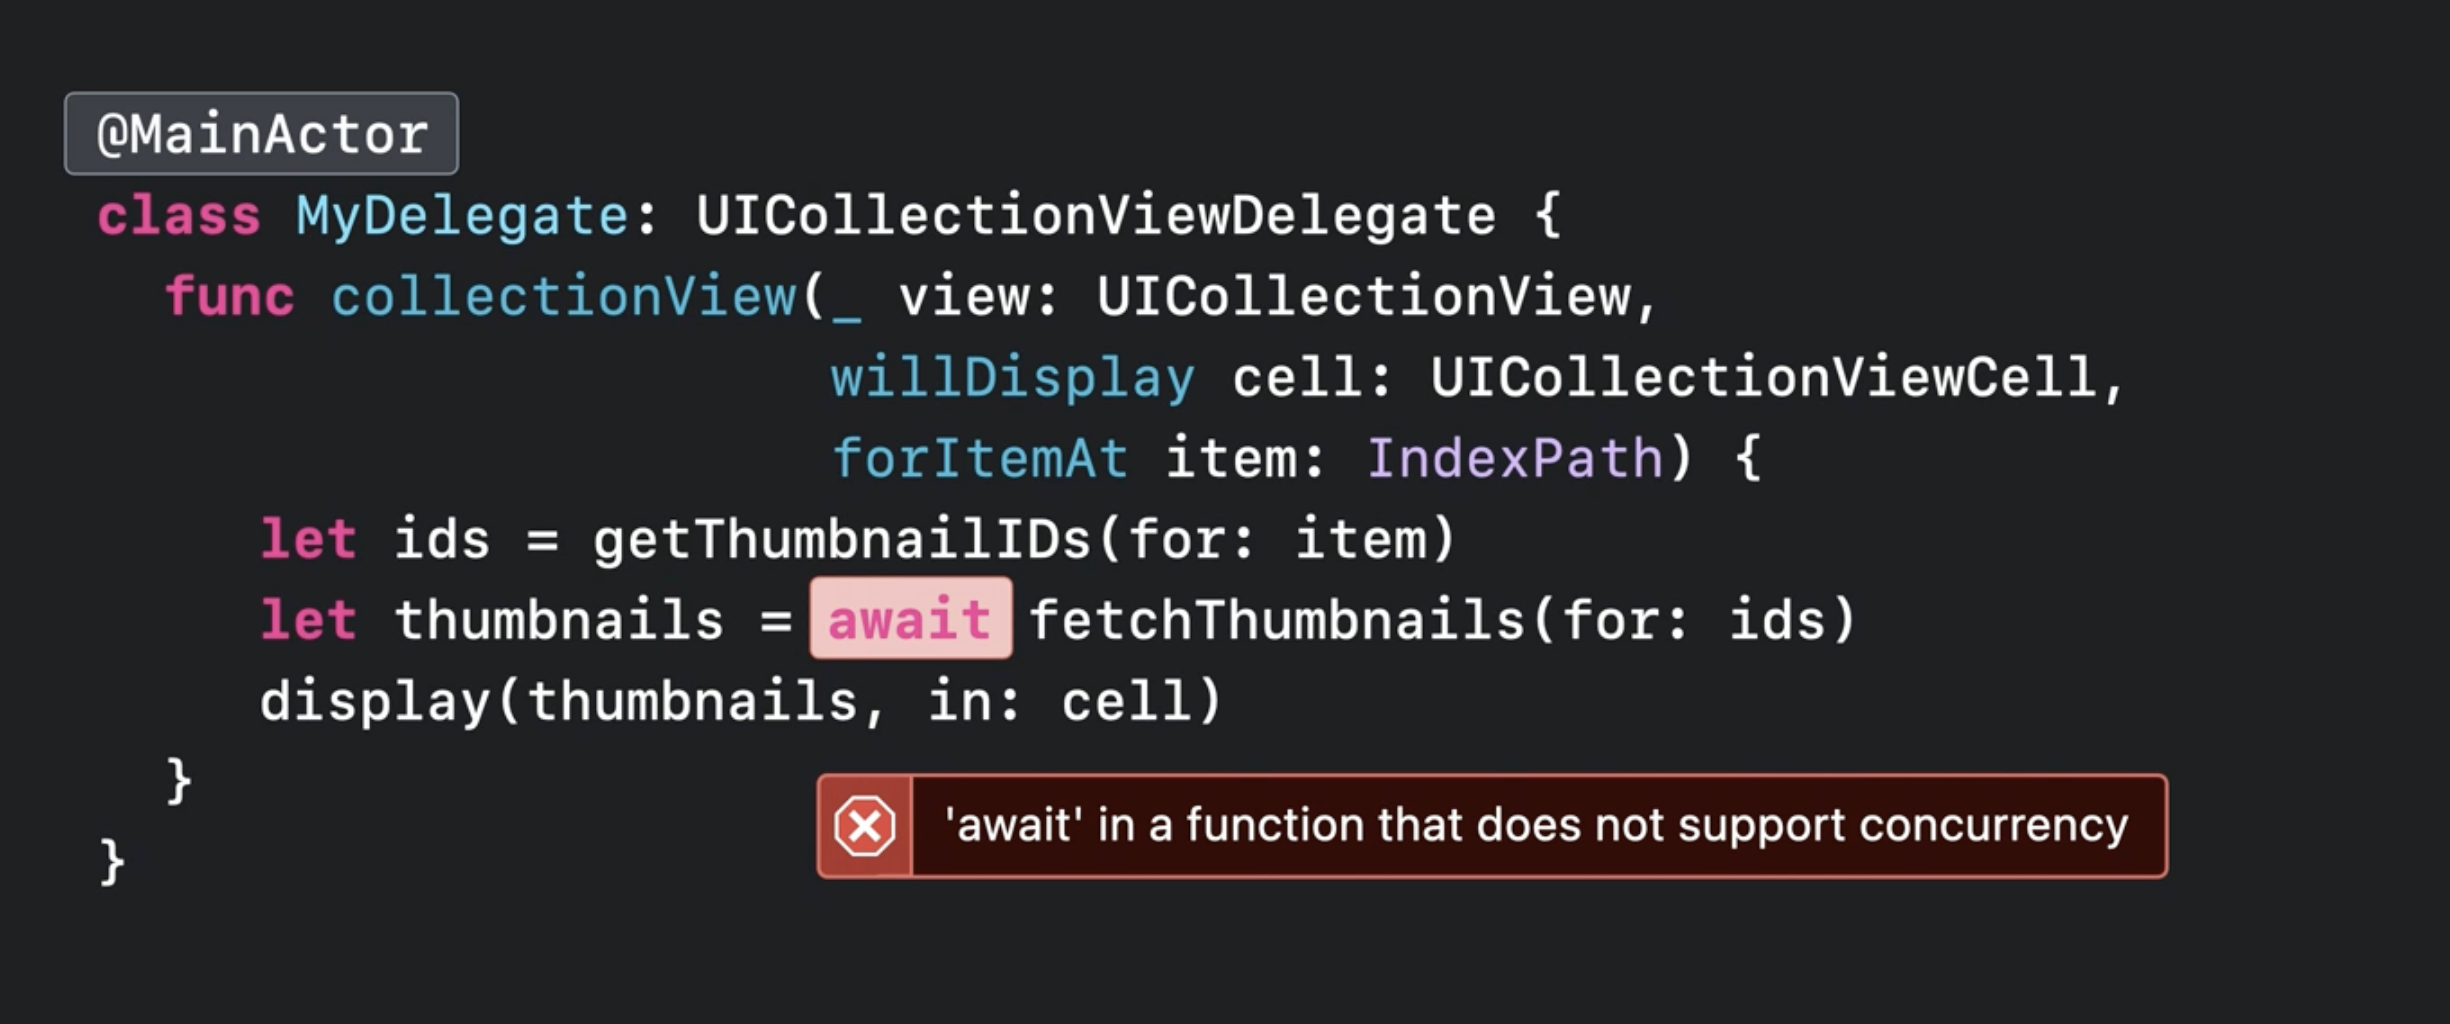 @MainActor
class MyDelegate: UICollectionViewDelegate {
func collectionView(_ view: UICollectionView,
willDisplay cell: UICollectionViewCell,
forItemAt item: IndexPath) {
let ids = getThumbnailIDs(for: item)
let thumbnails = await fetchThumbnails(for: ids)
display(thumbnails, in: cell)
}
'await' in a function that does not support concurrency
}